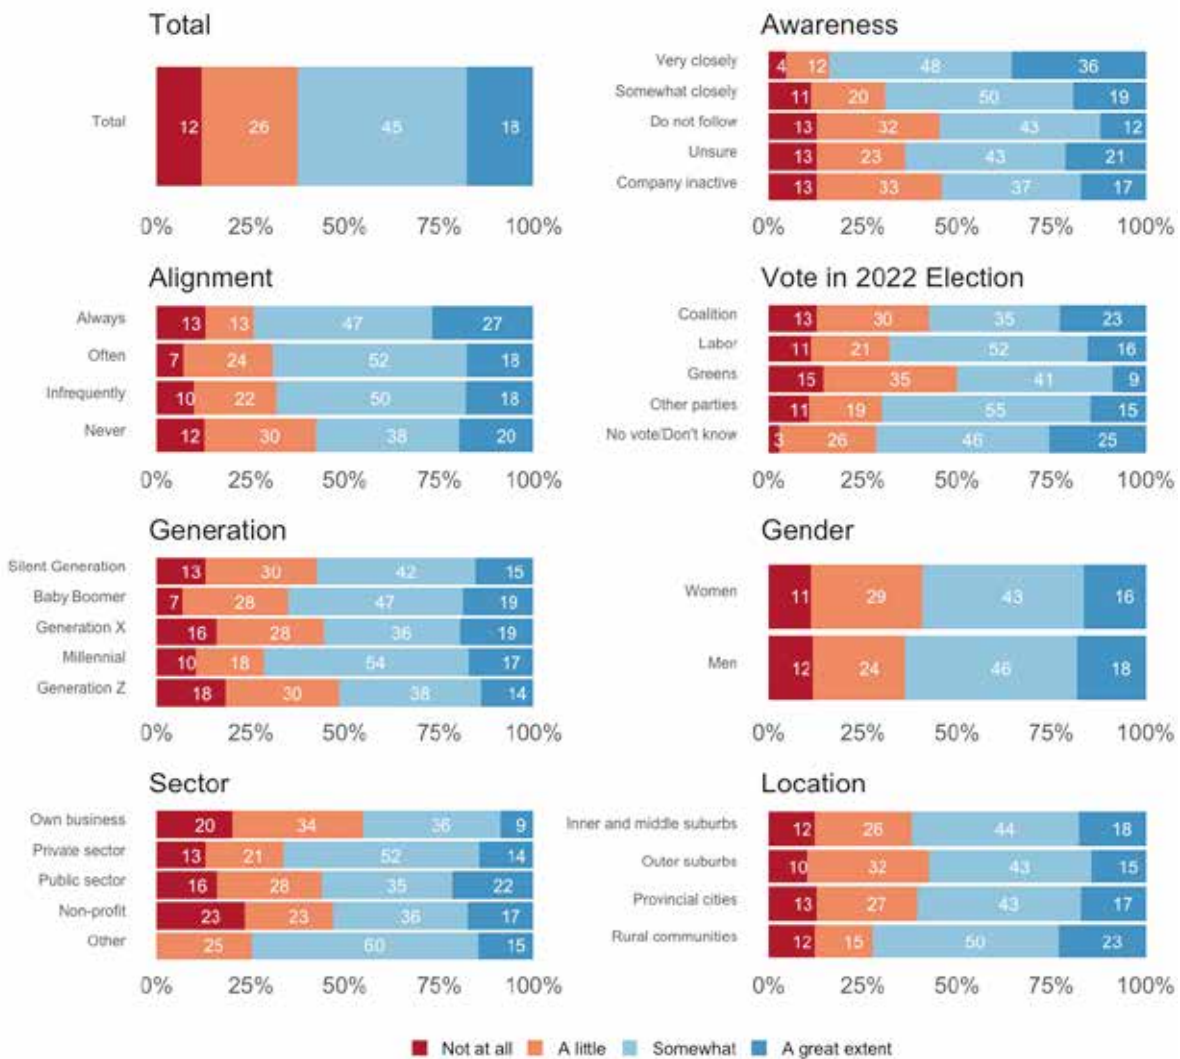 Total
Total 12 26 45 18
0% 25% 50% 75% 100%
Awareness
Very closely 4 12 48 36
Somewhat closely 11 20 50 19
Do not follow 13 32 43 12
Unsure 13 23 43 21
Company inactive 13 33 37 17
0% 25% 50% 75% 100%
Alignment
Always 13 13 47 27
Often 7 24 52 18
Infrequently 10 22 50 18
Never 12 30 38 20
0% 25% 50% 75% 100%
Vote in 2022 Election
Coalition 13 30 35 23
Labor 11 21 52 16
Greens 15 35 41 9
Other parties 11 19 55 15
No vote/Don't know 3 26 46 25
0% 25% 50% 75% 100%
Generation
Silent Generation 13 30 42 15
Baby Boomer 7 28 47 19
Generation X 16 28 36 19
Millennial 10 18 54 17
Generation Z 18 30 38 14
0% 25% 50% 75% 100%
Gender
Women 11 29 43 16
Men 12 24 46 18
0% 25% 50% 75% 100%
Sector
Own business 20 34 36 9
Private sector 13 21 52 14
Public sector 16 28 35 22
Non-profit 23 23 36 17
Other 25 60 15
0% 25% 50% 75% 100%
Location
Inner and middle suburbs 12 26 44 18
Outer suburbs 10 32 43 15
Provincial cities 13 27 43 17
Rural communities 12 15 50 23
0% 25% 50% 75% 100%
Not at all A little Somewhat A great extent